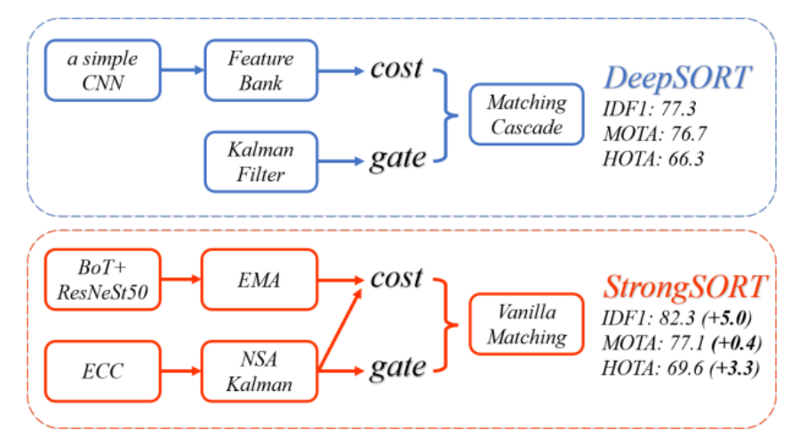 a simple
CNN
Feature
Bank
cost
Kalman
Filter
gate
Matching
Cascade
DeepSORT
IDF1: 77.3
MOTA: 76.7
HOTA: 66.3
BoT+
ResNeSt50
EMA
cost
ECC
NSA
Kalman
gate
Vanilla
Matching
StrongSORT
IDF1: 82.3 (+5.0)
MOTA: 77.1 (+0.4)
HOTA: 69.6 (+3.3)